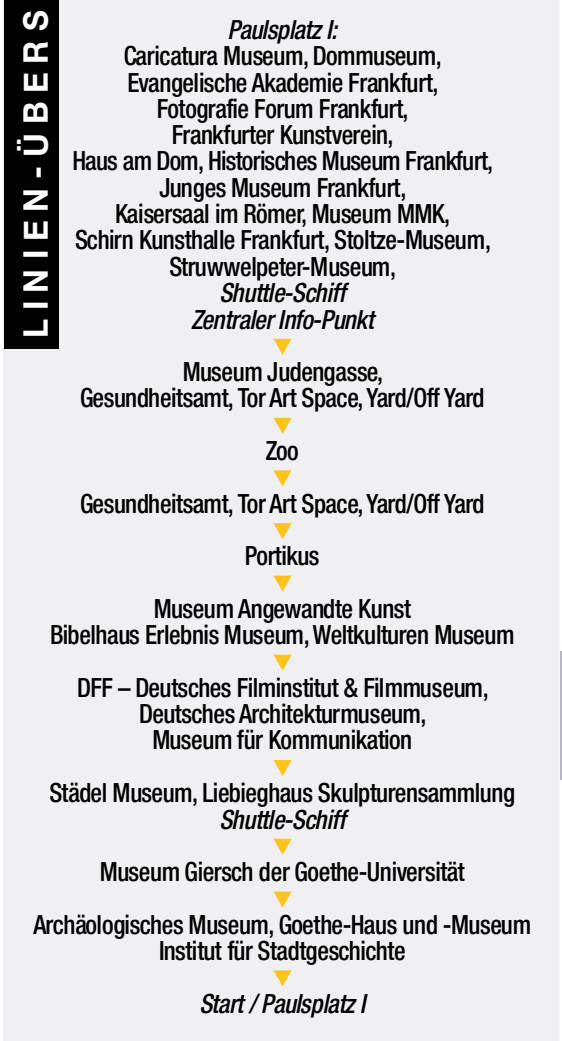 LINIEN-ÜBERS
Paulsplatz I:
Caricatura Museum, Dommuseum,
Evangelische Akademie Frankfurt,
Fotografie Forum Frankfurt,
Frankfurter Kunstverein,
Haus am Dom, Historisches Museum Frankfurt,
Junges Museum Frankfurt,
Kaisersaal im Römer, Museum MMK,
Schirn Kunsthalle Frankfurt, Stoltze-Museum,
Struwwelpeter-Museum,
Shuttle-Schiff
Zentraler Info-Punkt
Museum Judengasse,
Gesundheitsamt, Tor Art Space, Yard/Off Yard
Zoo
Gesundheitsamt, Tor Art Space, Yard/Off Yard
Portikus
Museum Angewandte Kunst
Bibelhaus Erlebnis Museum, Weltkulturen Museum
DFF – Deutsches Filminstitut & Filmmuseum,
Deutsches Architekturmuseum,
Museum für Kommunikation
Städel Museum, Liebieghaus Skulpturensammlung
Shuttle-Schiff
Museum Giersch der Goethe-Universität
Archäologisches Museum, Goethe-Haus und -Museum
Institut für Stadtgeschichte
Start / Paulsplatz I